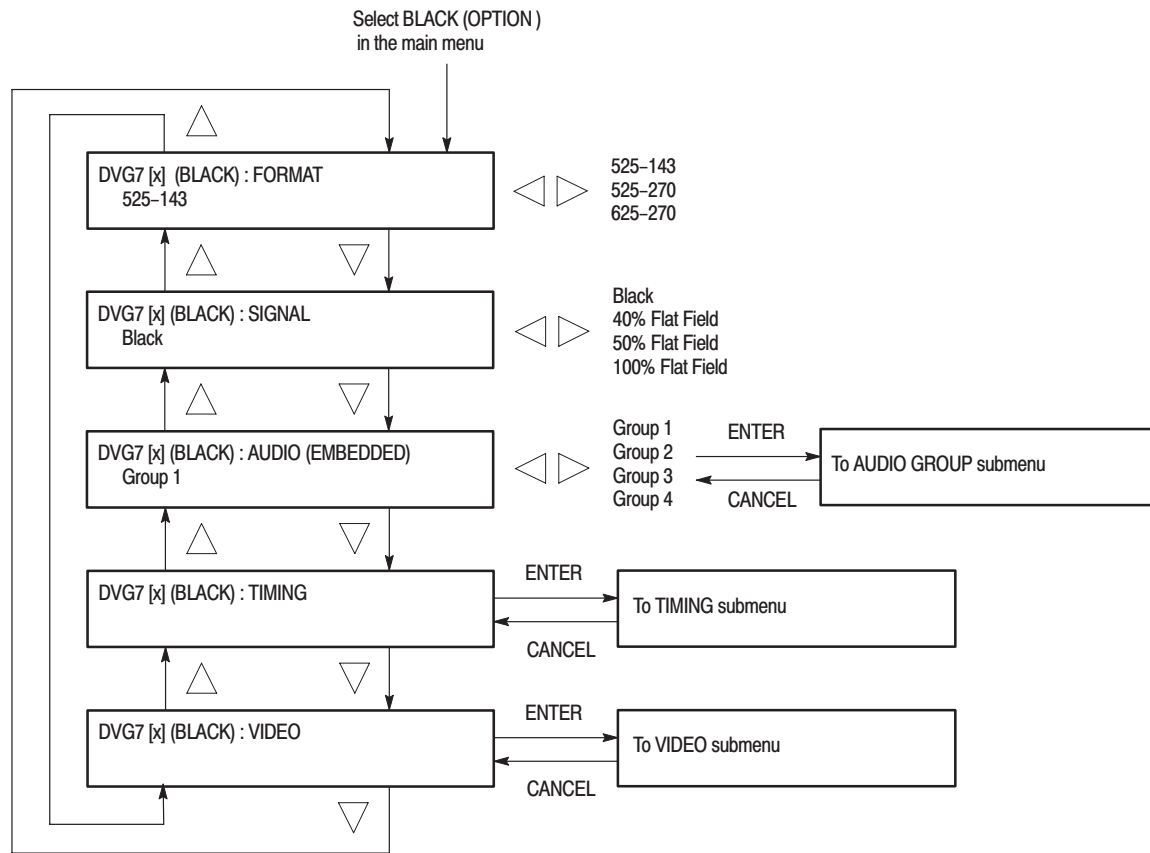 Select BLACK (OPTION )
in the main menu
DVG7 [x] (BLACK) : FORMAT
525–143
525–143
525–270
625–270
DVG7 [x] (BLACK) : SIGNAL
Black
Black
40% Flat Field
50% Flat Field
100% Flat Field
DVG7 [x] (BLACK) : AUDIO (EMBEDDED)
Group 1
Group 1
Group 2
Group 3
Group 4
ENTER
CANCEL
To AUDIO GROUP submenu
DVG7 [x] (BLACK) : TIMING
ENTER
CANCEL
To TIMING submenu
DVG7 [x] (BLACK) : VIDEO
ENTER
CANCEL
To VIDEO submenu